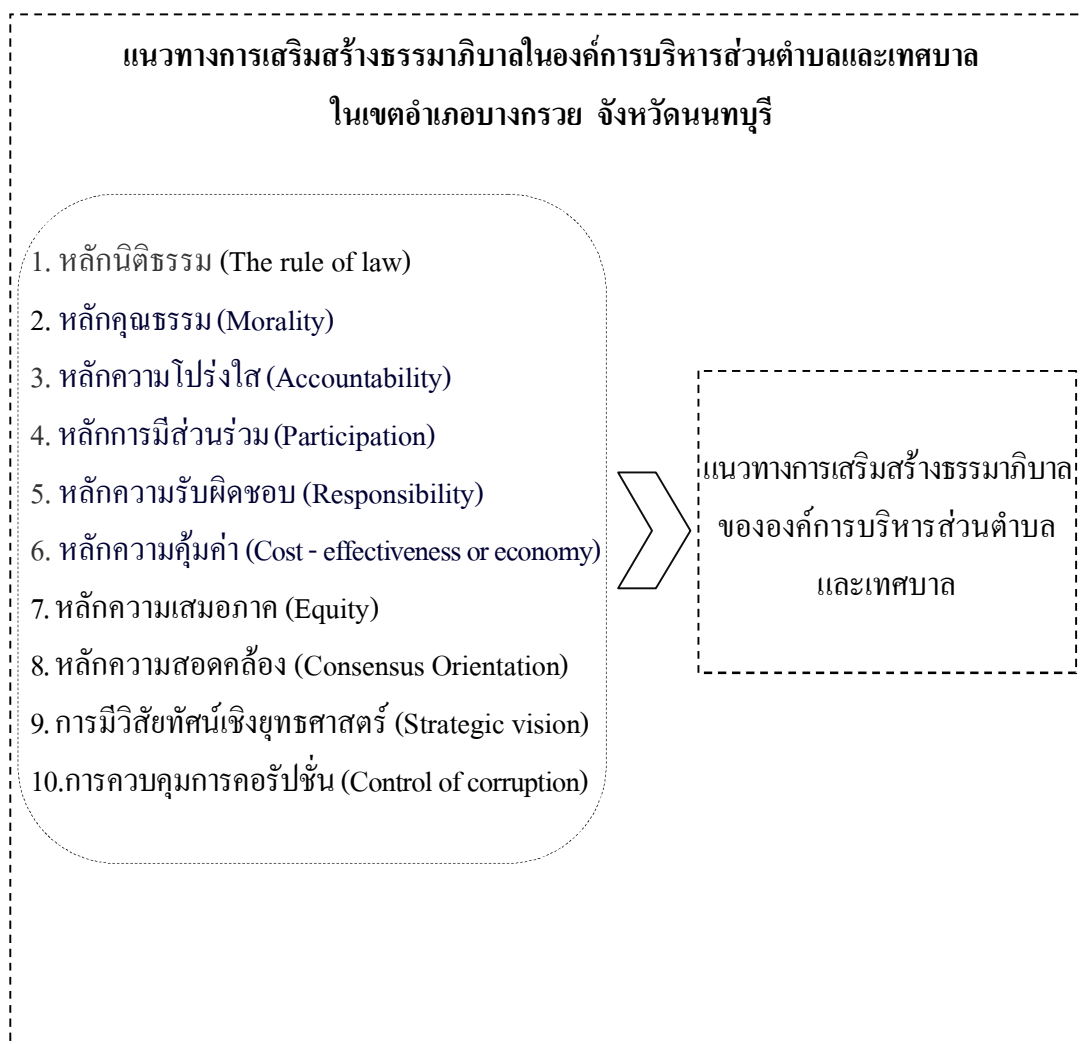 แนวทางการเสริมสร้างธรรมาภิบาลในองค์การบริหารส่วนตำบลและเทศบาล
ในเขตอำเภอบางกรวย จังหวัดนนทบุรี
1. หลักนิติธรรม (The rule of law)
2. หลักคุณธรรม (Morality)
3. หลักความโปร่งใส (Accountability)
4. หลักการมีส่วนร่วม (Participation)
5. หลักความรับผิดชอบ (Responsibility)
6. หลักความคุ้มค่า (Cost - effectiveness or economy)
7. หลักความเสมอภาค (Equity)
8. หลักความสอดคล้อง (Consensus Orientation)
9. การมีวิสัยทัศน์เชิงยุทธศาสตร์ (Strategic vision)
10.การควบคุมการคอรัปชั่น (Control of corruption)
แนวทางการเสริมสร้างธรรมาภิบาล
ขององค์การบริหารส่วนตำบล
และเทศบาล